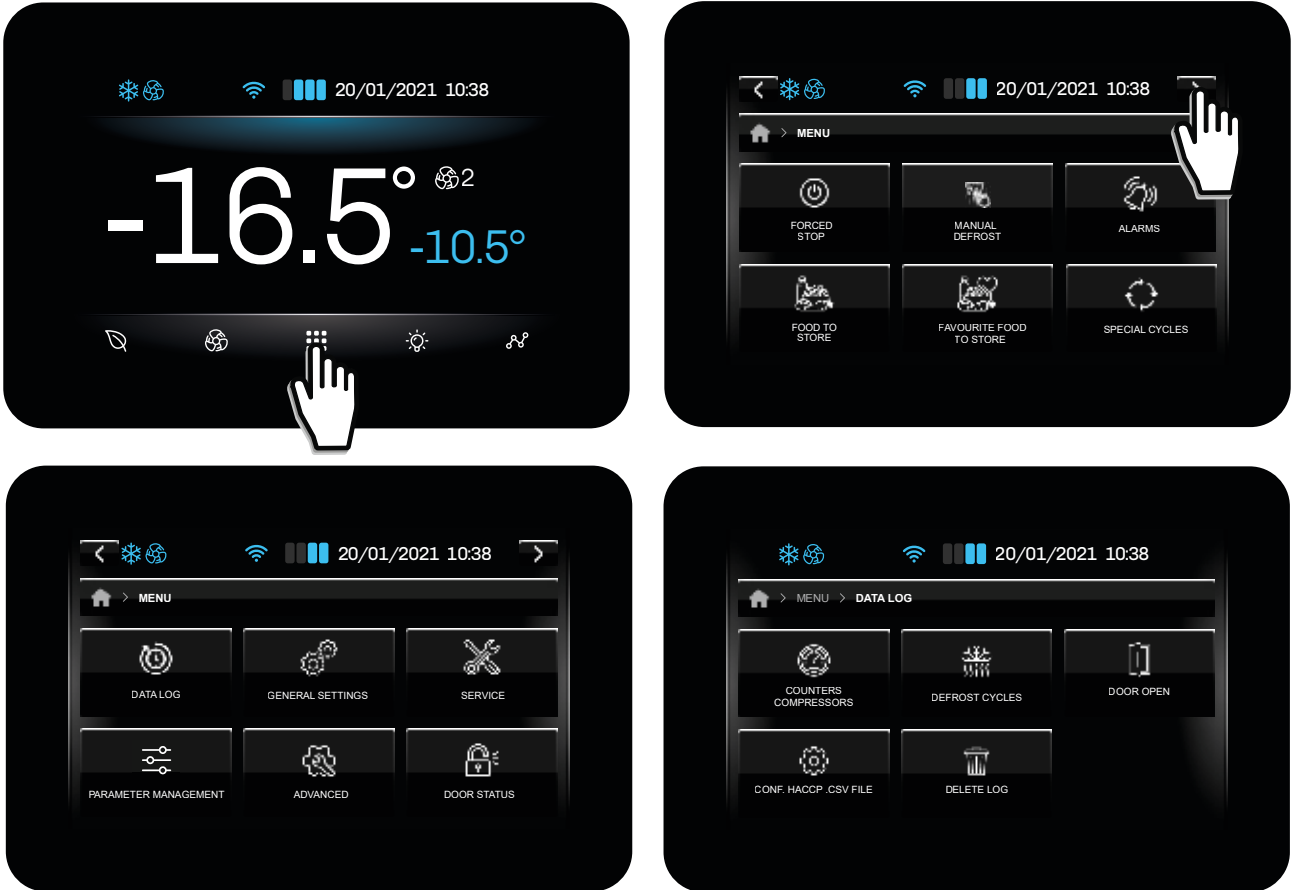 20/01/2021 10:38
-16.5°
2
-10.5°
20/01/2021 10:38
> MENU
FORCED
STOP
MANUAL
DEFROST
ALARMS
FOOD TO
STORE
FAVOURITE FOOD
TO STORE
SPECIAL CYCLES
20/01/2021 10:38
> MENU
DATA LOG
GENERAL SETTINGS
SERVICE
PARAMETER MANAGEMENT
ADVANCED
DOOR STATUS
20/01/2021 10:38
> MENU > DATA LOG
COUNTERS
COMPRESSORS
DEFROST CYCLES
DOOR OPEN
CONF. HACCP .CSV FILE
DELETE LOG